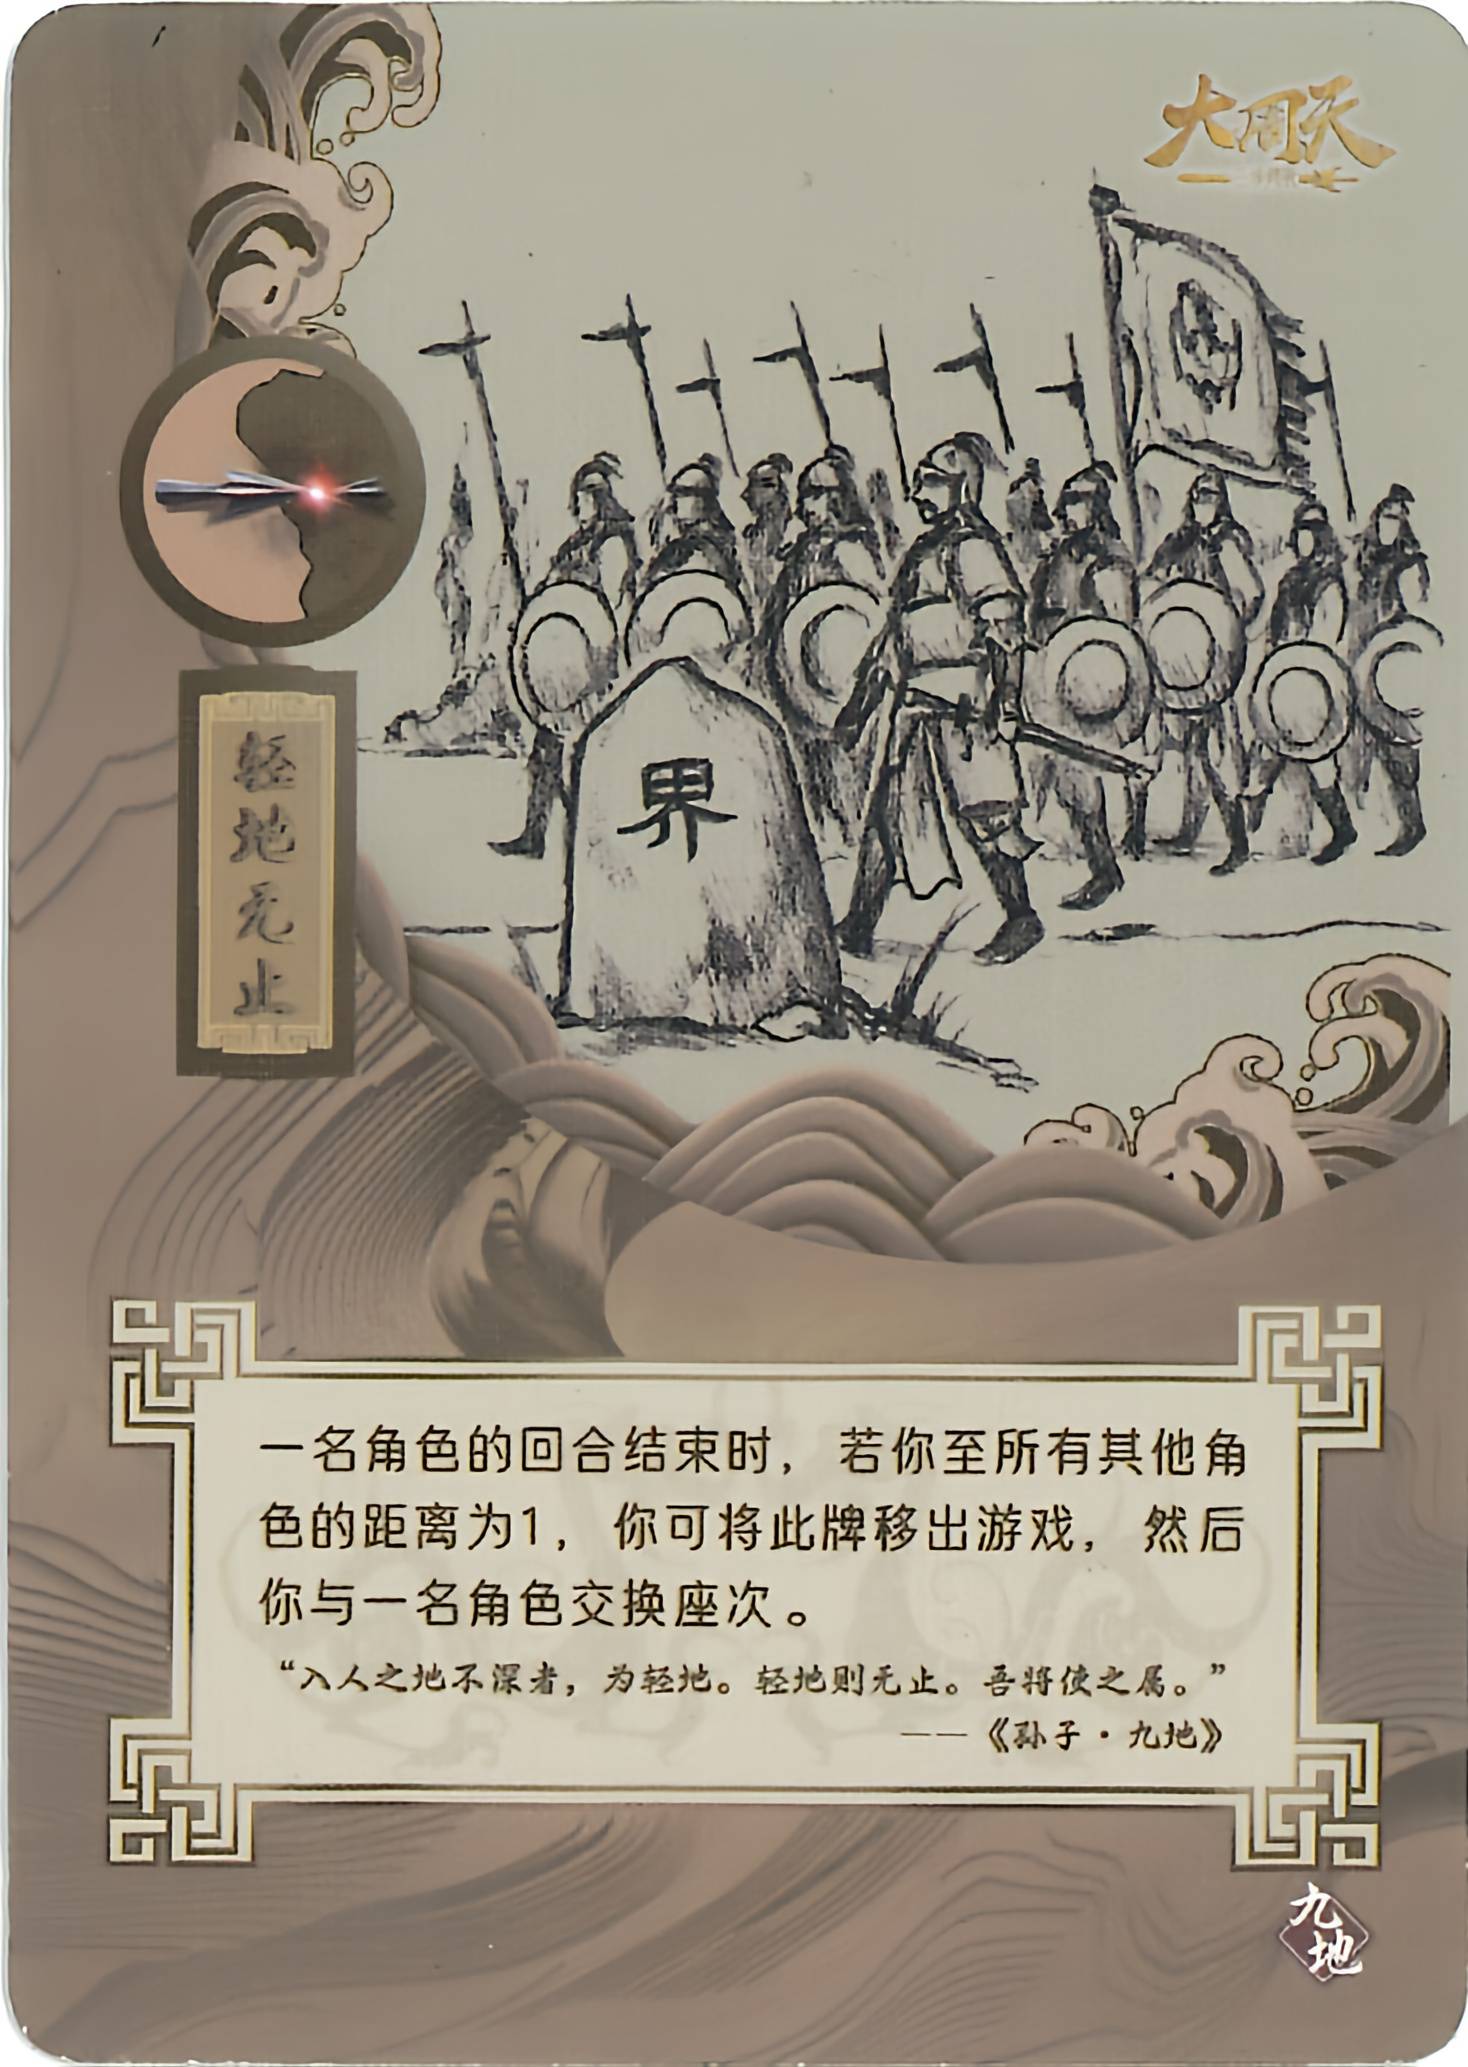 大周天
轻地无止
界
一名角色的回合结束时，若你至所有其他角
色的距离为1，你可将此牌移出游戏，然后
你与一名角色交换座次。
“入人之地不深者，为轻地。轻地则无止。吾将使之属。”
——《孙子·九地》
九地